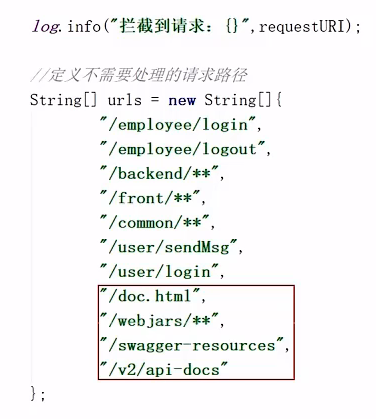 log.info("拦截到请求：{}",requestURI);
//定义不需要处理的请求路径
String[] urls = new String[]{
"/employee/login",
"/employee/logout",
"/backend/**",
"/front/**",
"/common/**",
"/user/sendMsg",
"/user/login",
"/doc.html",
"/webjars/**",
"/swagger-resources",
"/v2/api-docs"
};